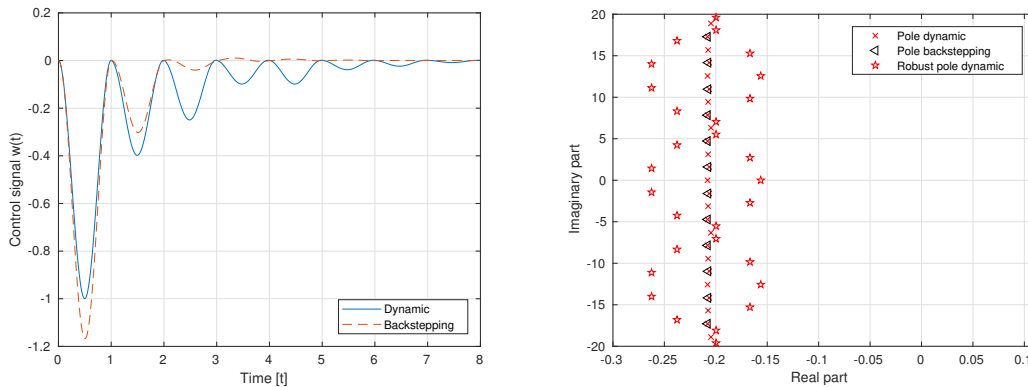 0.2
0
-0.2
-0.4
-0.6
-0.8
-1
-1.2
Control signal w(t)
0 1 2 3 4 5 6 7 8
Time [t]
Dynamic
Backstepping
20
15
10
5
0
-5
-10
-15
-20
Imaginary part
-0.3 -0.25 -0.2 -0.15 -0.1 -0.05 0 0.05 0.1
Real part
Pole dynamic
Pole backstepping
Robust pole dynamic